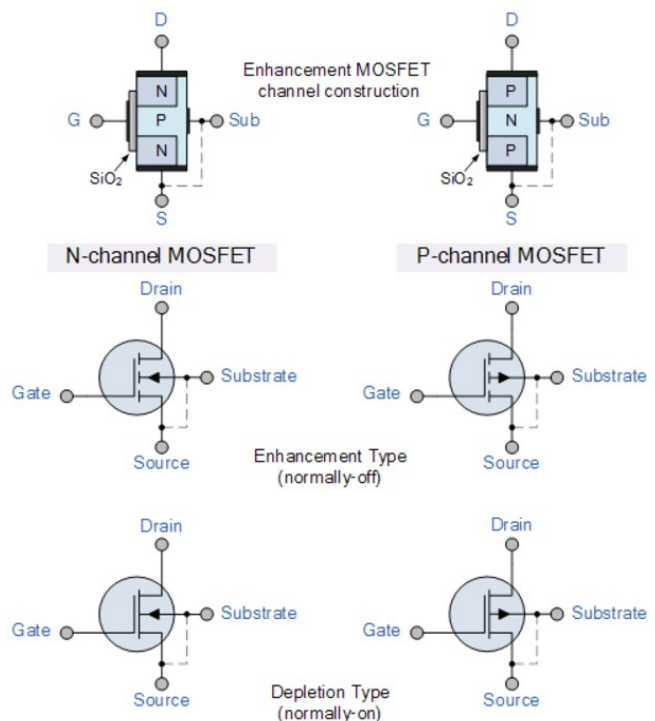 D
D
Enhancement MOSFET
channel construction
N
P
N
G
Sub
SiO₂
S
P
N
P
G
Sub
SiO₂
S
N-channel MOSFET
P-channel MOSFET
Drain
Drain
Gate
Substrate
Gate
Substrate
Source
Source
Enhancement Type
(normally-off)
Drain
Drain
Gate
Substrate
Gate
Substrate
Source
Source
Depletion Type
(normally-on)